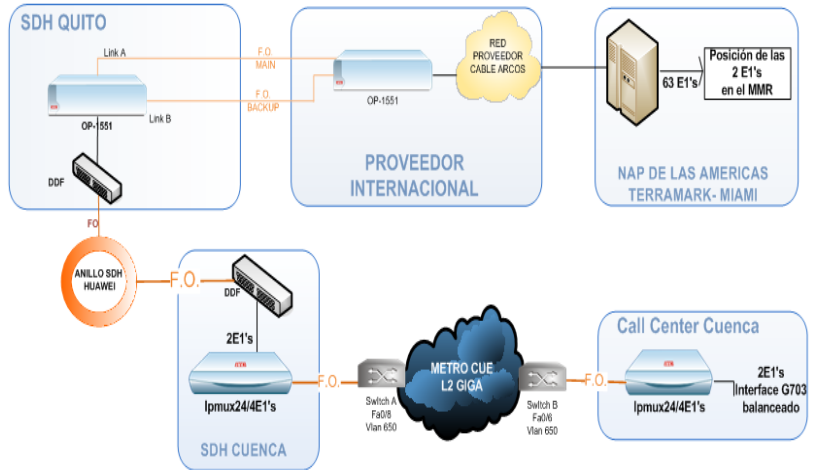 SDH QUITO
Link A
F.O.
MAIN
F.O.
BACKUP
Link B
OP-1551
DDF
FO
OP-1551
RED
PROVEEDOR
CABLE ARCOS
PROVEEDOR
INTERNACIONAL
63 E1's
Posición de las
2 E1's
en el MMR
NAP DE LAS AMERICAS
TERRAMARK- MIAMI
ANILLO SDH
HUAWEI
F.O.
DDF
2E1's
Ipmux24/4E1's
SDH CUENCA
F.O.
Switch A
Fa0/8
Vlan 650
METRO CUE
L2 GIGA
Switch B
Fa0/6
Vlan 650
F.O.
Call Center Cuenca
Ipmux24/4E1's
2E1's
Interface G703
balanceado